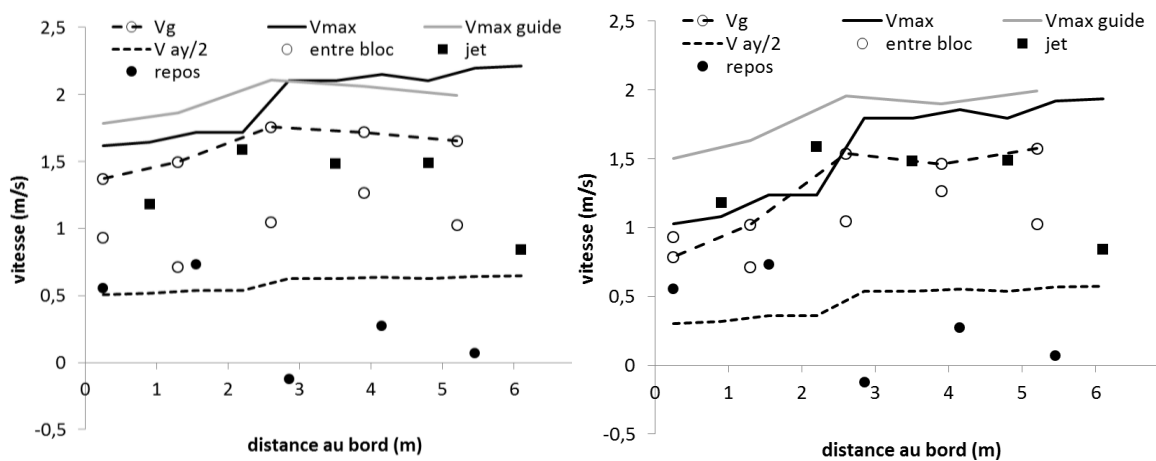 2,5
Vg Vmax Vmax guide
V ay/2 entre bloc jet
repos
2
1,5
1
0,5
0
-0,5
0 1 2 3 4 5 6
vitesse (m/s)
distance au bord (m)
2,5
Vg Vmax Vmax guide
V ay/2 entre bloc jet
repos
2
1,5
1
0,5
0
-0,5
0 1 2 3 4 5 6
vitesse (m/s)
distance au bord (m)